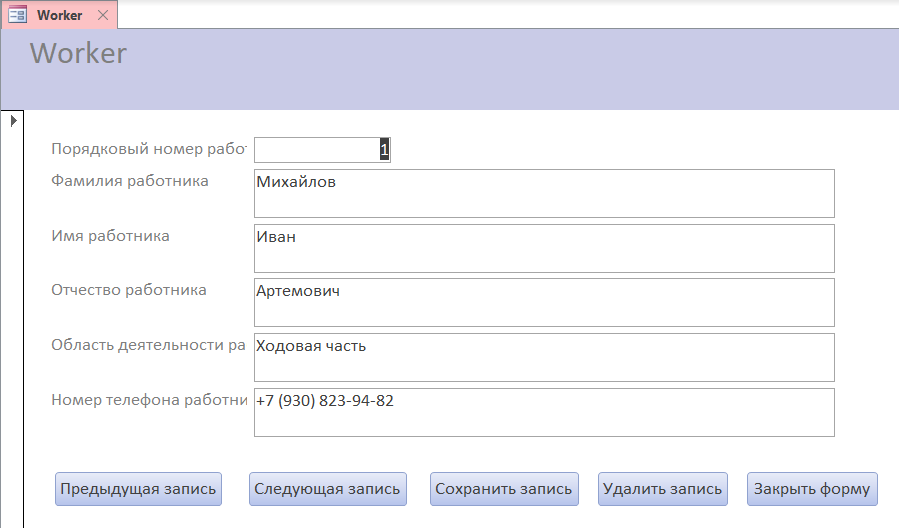 Worker
Worker
Порядковый номер рабо
1
Фамилия работника
Михайлов
Имя работника
Иван
Отчество работника
Артемович
Область деятельности ра
Ходовая часть
Номер телефона работни
+7 (930) 823-94-82
Предыдущая запись Следующая запись Сохранить запись Удалить запись Закрыть форму